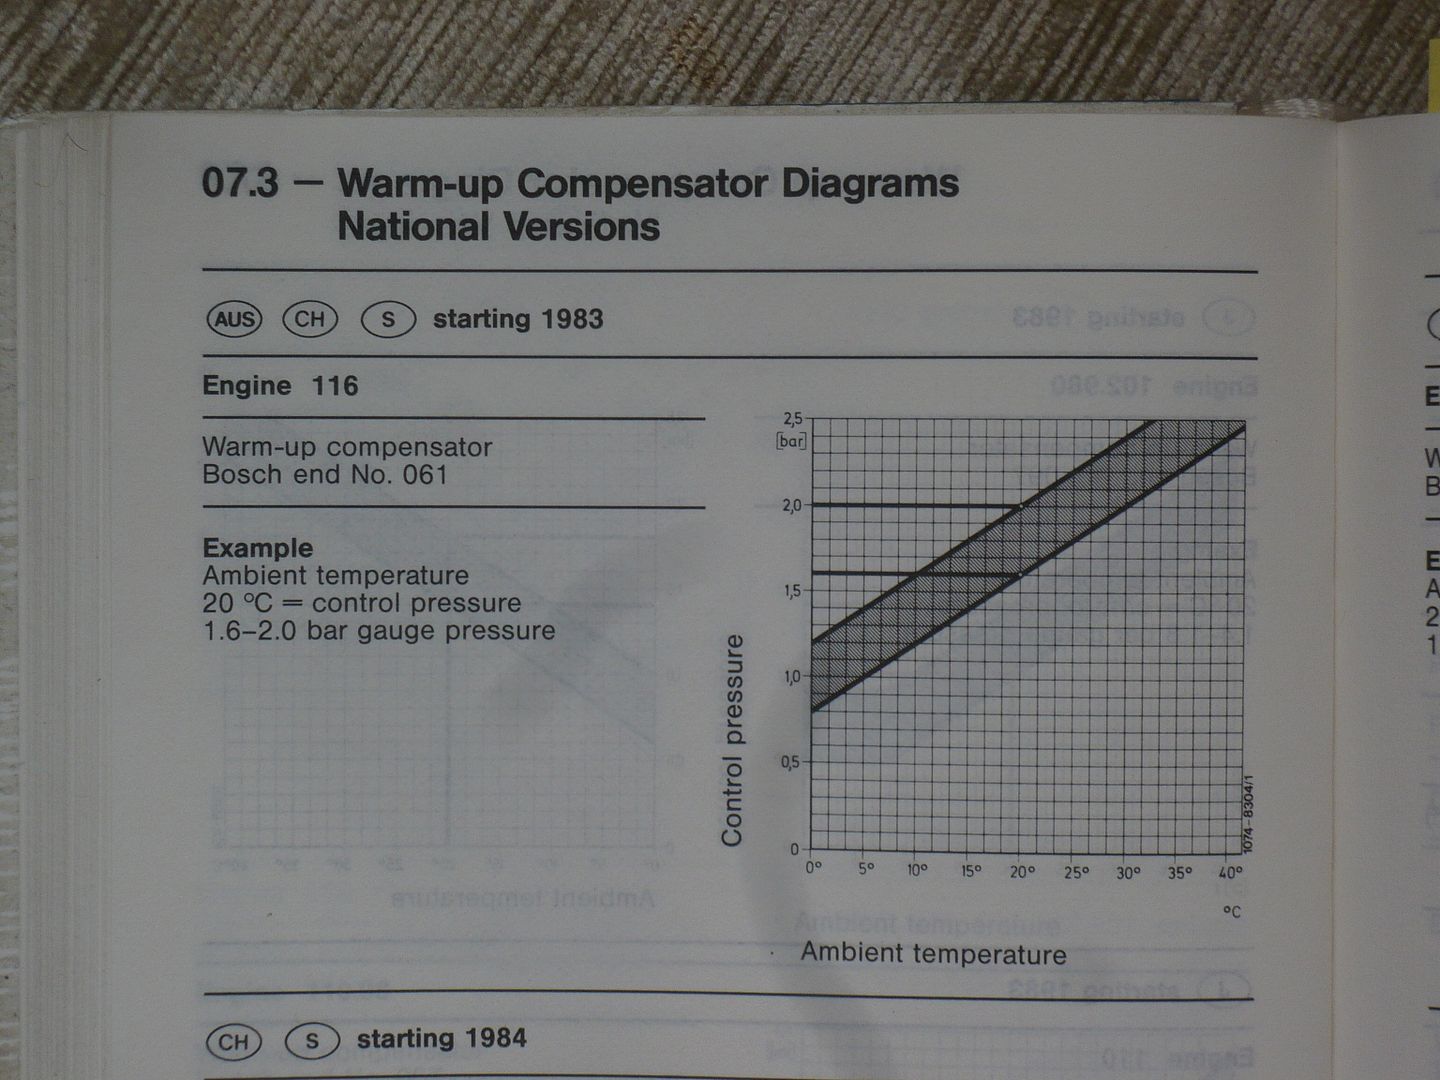 07.3 — Warm-up Compensator Diagrams
National Versions
AUS CH S starting 1983
Engine 116
Warm-up compensator
Bosch end No. 061
Example
Ambient temperature
20 °C = control pressure
1.6–2.0 bar gauge pressure
Control pressure
2,5
[bar]
2,0
1,5
1,0
0,5
0
0° 5° 10° 15° 20° 25° 30° 35° 40°
°C
1074-8304/1
Ambient temperature
CH S starting 1984